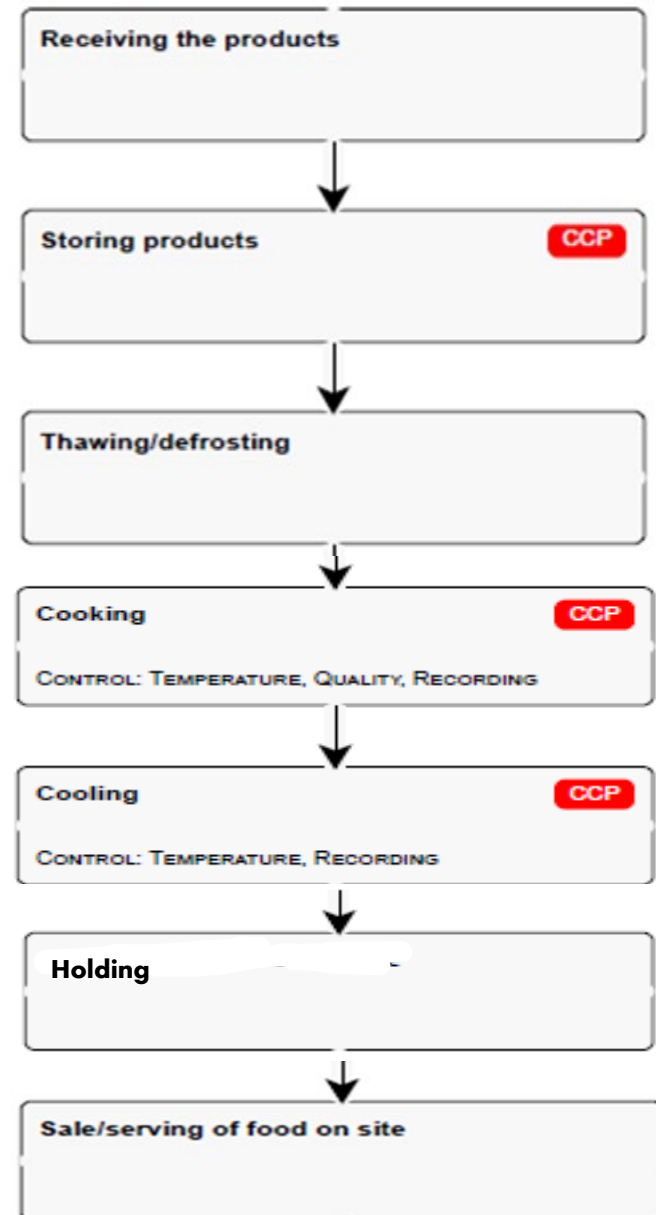 Receiving the products
Storing products CCP
Thawing/defrosting
Cooking CCP
CONTROL: TEMPERATURE, QUALITY, RECORDING
Cooling CCP
CONTROL: TEMPERATURE, RECORDING
Holding
Sale/serving of food on site